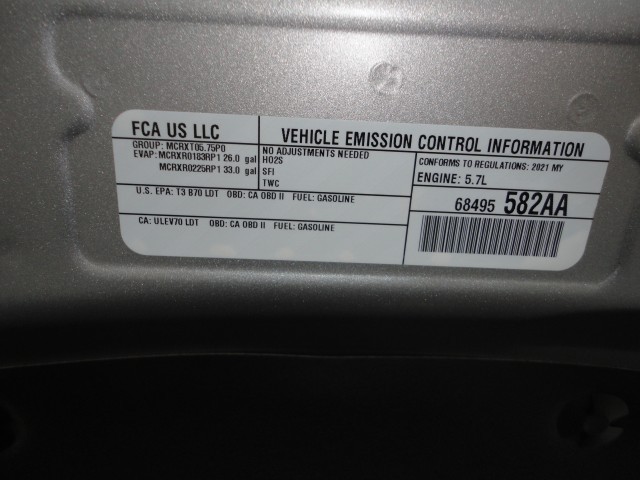 FCA US LLC
VEHICLE EMISSION CONTROL INFORMATION
GROUP: MCRXT05.75P0
EVAP: MCRXR0183RP1 26.0 gal
MCRXR0225RP1 33.0 gal
NO ADJUSTMENTS NEEDED
HO2S
SFI
TWC
CONFORMS TO REGULATIONS: 2021 MY
ENGINE: 5.7L
U.S. EPA: T3 B70 LDT OBD: CA OBD II FUEL: GASOLINE
68495 582AA
CA: ULEV70 LDT OBD: CA OBD II FUEL: GASOLINE